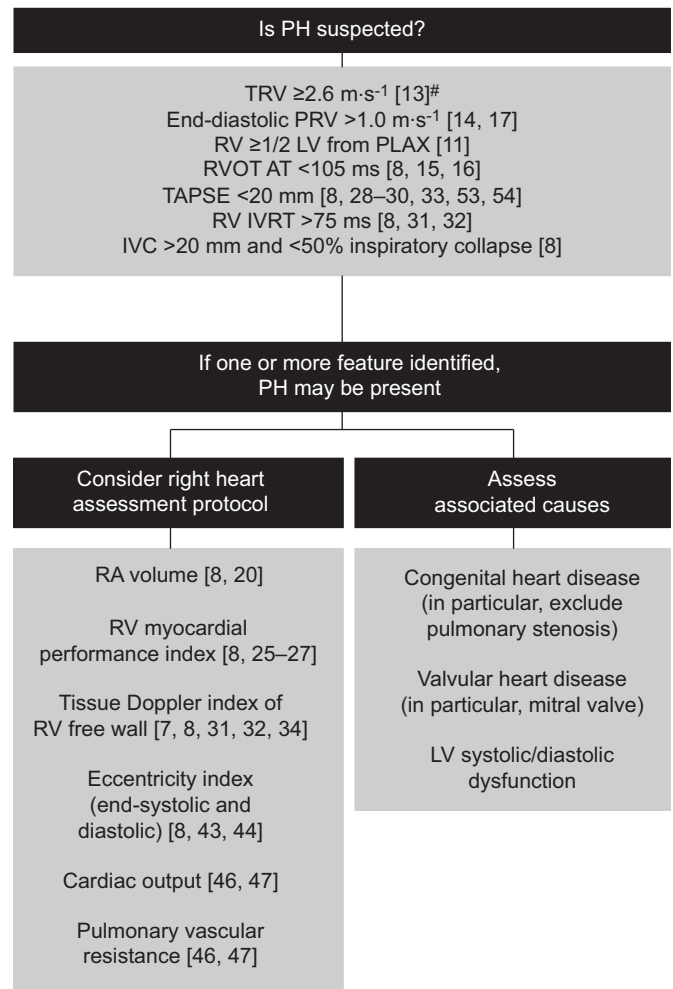 Is PH suspected?
TRV ≥2.6 m·s-1 [13]#
End-diastolic PRV >1.0 m·s-1 [14, 17]
RV ≥1/2 LV from PLAX [11]
RVOT AT <105 ms [8, 15, 16]
TAPSE <20 mm [8, 28–30, 33, 53, 54]
RV IVRT >75 ms [8, 31, 32]
IVC >20 mm and <50% inspiratory collapse [8]
If one or more feature identified,
PH may be present
Consider right heart
assessment protocol
RA volume [8, 20]
RV myocardial
performance index [8, 25–27]
Tissue Doppler index of
RV free wall [7, 8, 31, 32, 34]
Eccentricity index
(end-systolic and
diastolic) [8, 43, 44]
Cardiac output [46, 47]
Pulmonary vascular
resistance [46, 47]
Assess
associated causes
Congenital heart disease
(in particular, exclude
pulmonary stenosis)
Valvular heart disease
(in particular, mitral valve)
LV systolic/diastolic
dysfunction